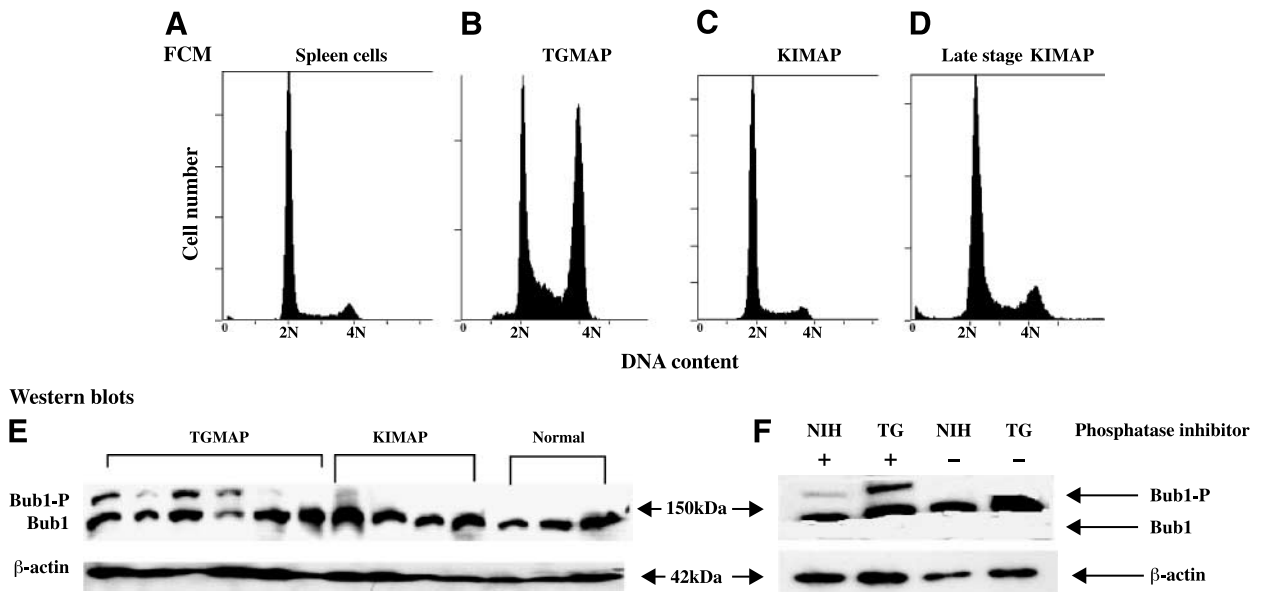 A B C D
FCM Spleen cells TGMAP KIMAP Late stage KIMAP
Cell number
0 2N 4N 0 2N 4N 0 2N 4N 0 2N 4N
DNA content
Western blots
E TGMAP KIMAP Normal
Bub1-P
Bub1
β-actin
150kDa
42kDa
F NIH TG NIH TG Phosphatase inhibitor
+ + − −
Bub1-P
Bub1
β-actin